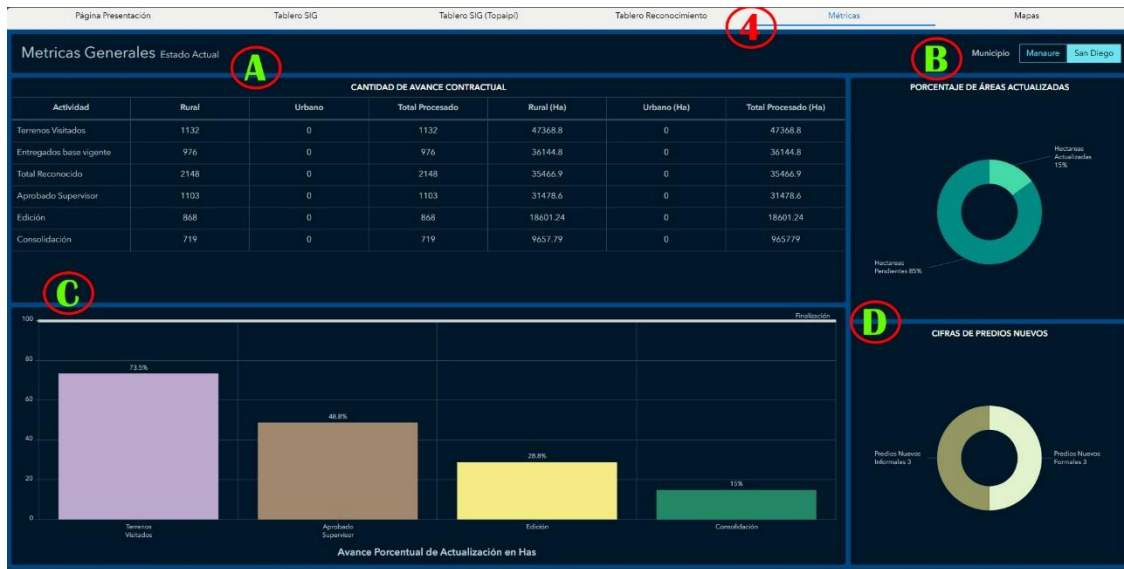 Página Presentación Tablero SIG Tablero SIG (Topaipí) Tablero Reconocimiento 4 Métricas Mapas
Metricas Generales Estado Actual A B Municipio Manaure San Diego
CANTIDAD DE AVANCE CONTRACTUAL
Actividad Rural Urbano Total Procesado Rural (Ha) Urbano (Ha) Total Procesado (Ha)
Terrenos Visitados 1132 0 1132 47368.8 0 47368.8
Entregados base vigente 976 0 976 36144.8 0 36144.8
Total Reconocido 2148 0 2148 35466.9 0 35466.9
Aprobado Supervisor 1103 0 1103 31478.6 0 31478.6
Edición 868 0 868 18601.24 0 18601.24
Consolidación 719 0 719 9657.79 0 965779
PORCENTAJE DE ÁREAS ACTUALIZADAS
Hectareas
Actualizadas
15%
Hectareas
Pendientes 85%
C
Finalización
100
80
60
40
20
0
73.5%
48.8%
28.8%
15%
Terrenos
Visitados
Aprobado
Supervisor
Edición
Consolidación
Avance Porcentual de Actualización en Has
D
CIFRAS DE PREDIOS NUEVOS
Predios Nuevos
Informales 3
Predios Nuevos
Formales 3